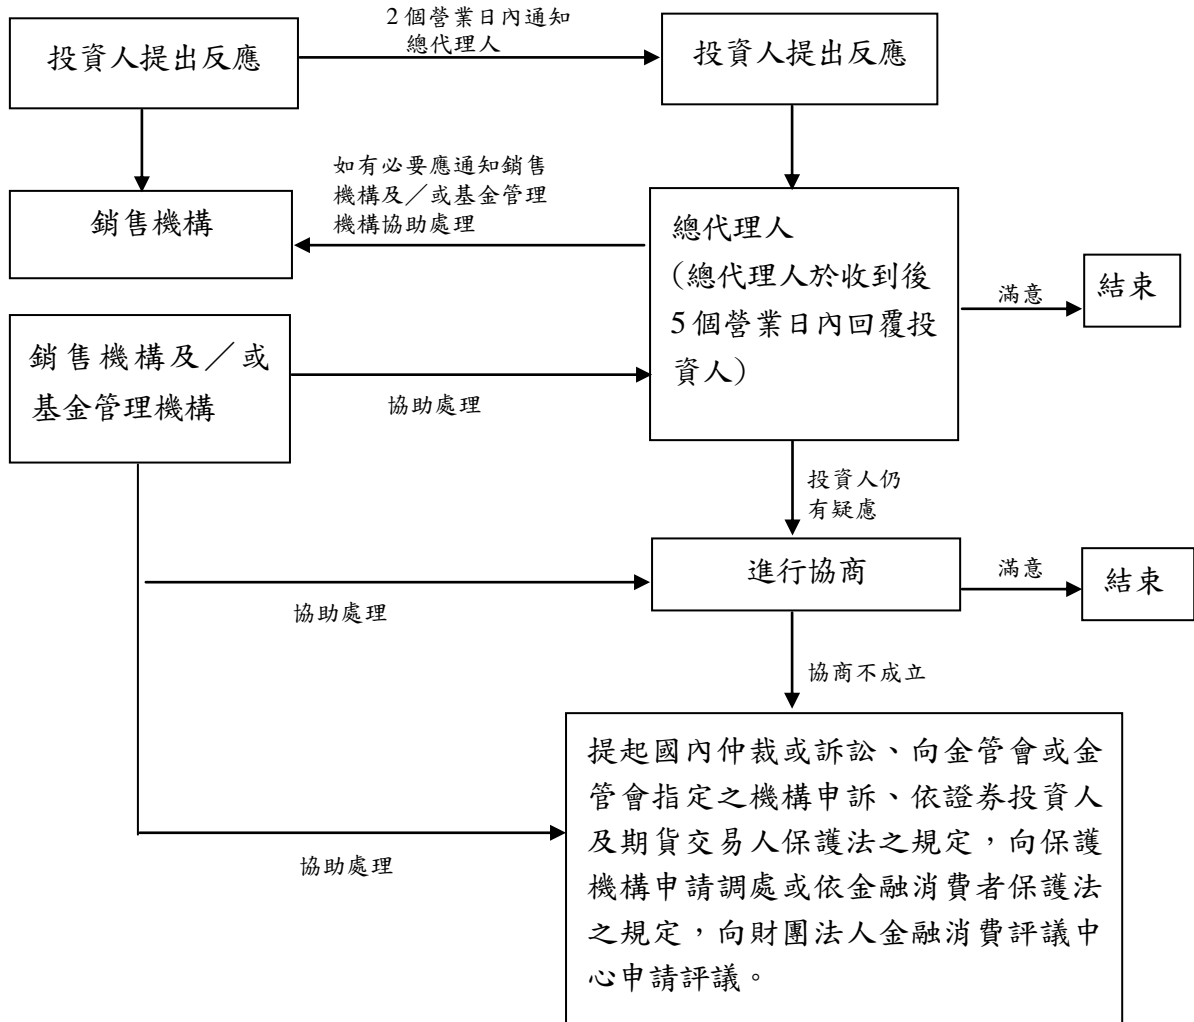 2 個營業日內通知
總代理人
投資人提出反應
投資人提出反應
如有必要應通知銷售
機構及／或基金管理
機構協助處理
銷售機構
總代理人
（總代理人於收到後
5 個營業日內回覆投
資人）
滿意
結束
銷售機構及／或
基金管理機構
協助處理
投資人仍
有疑慮
進行協商
滿意
結束
協助處理
協商不成立
提起國內仲裁或訴訟、向金管會或金
管會指定之機構申訴、依證券投資人
及期貨交易人保護法之規定，向保護
機構申請調處或依金融消費者保護法
之規定，向財團法人金融消費評議中
心申請評議。
協助處理